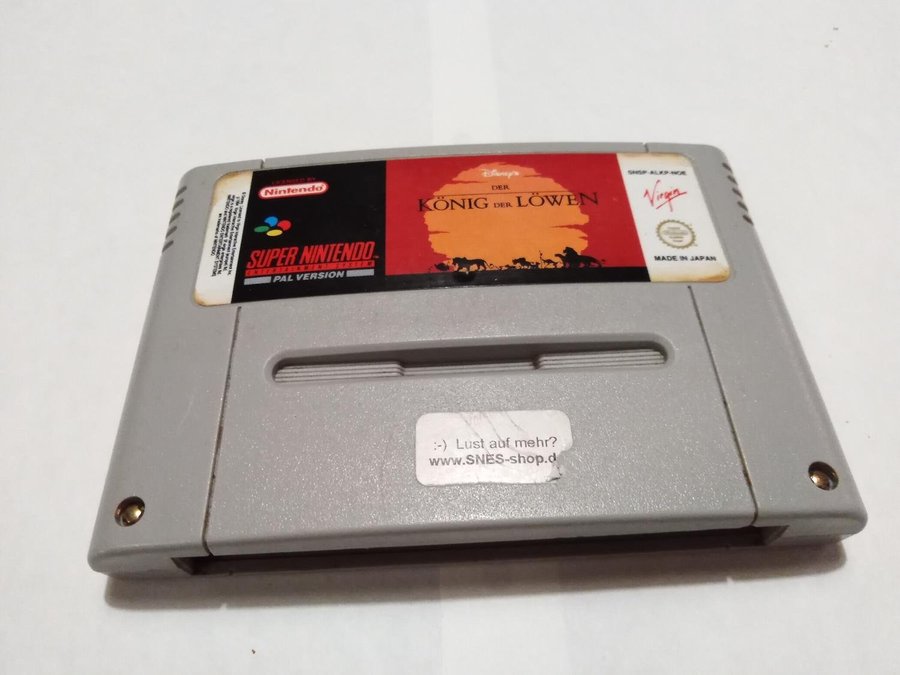 LICENSED BY
Nintendo
SUPER NINTENDO
ENTERTAINMENT SYSTEM
PAL VERSION
Disney's
DER
KÖNIG DER LÖWEN
SNSP-ALKP-NOE
Virgin
MADE IN JAPAN
:-) Lust auf mehr?
www.SNES-shop.d